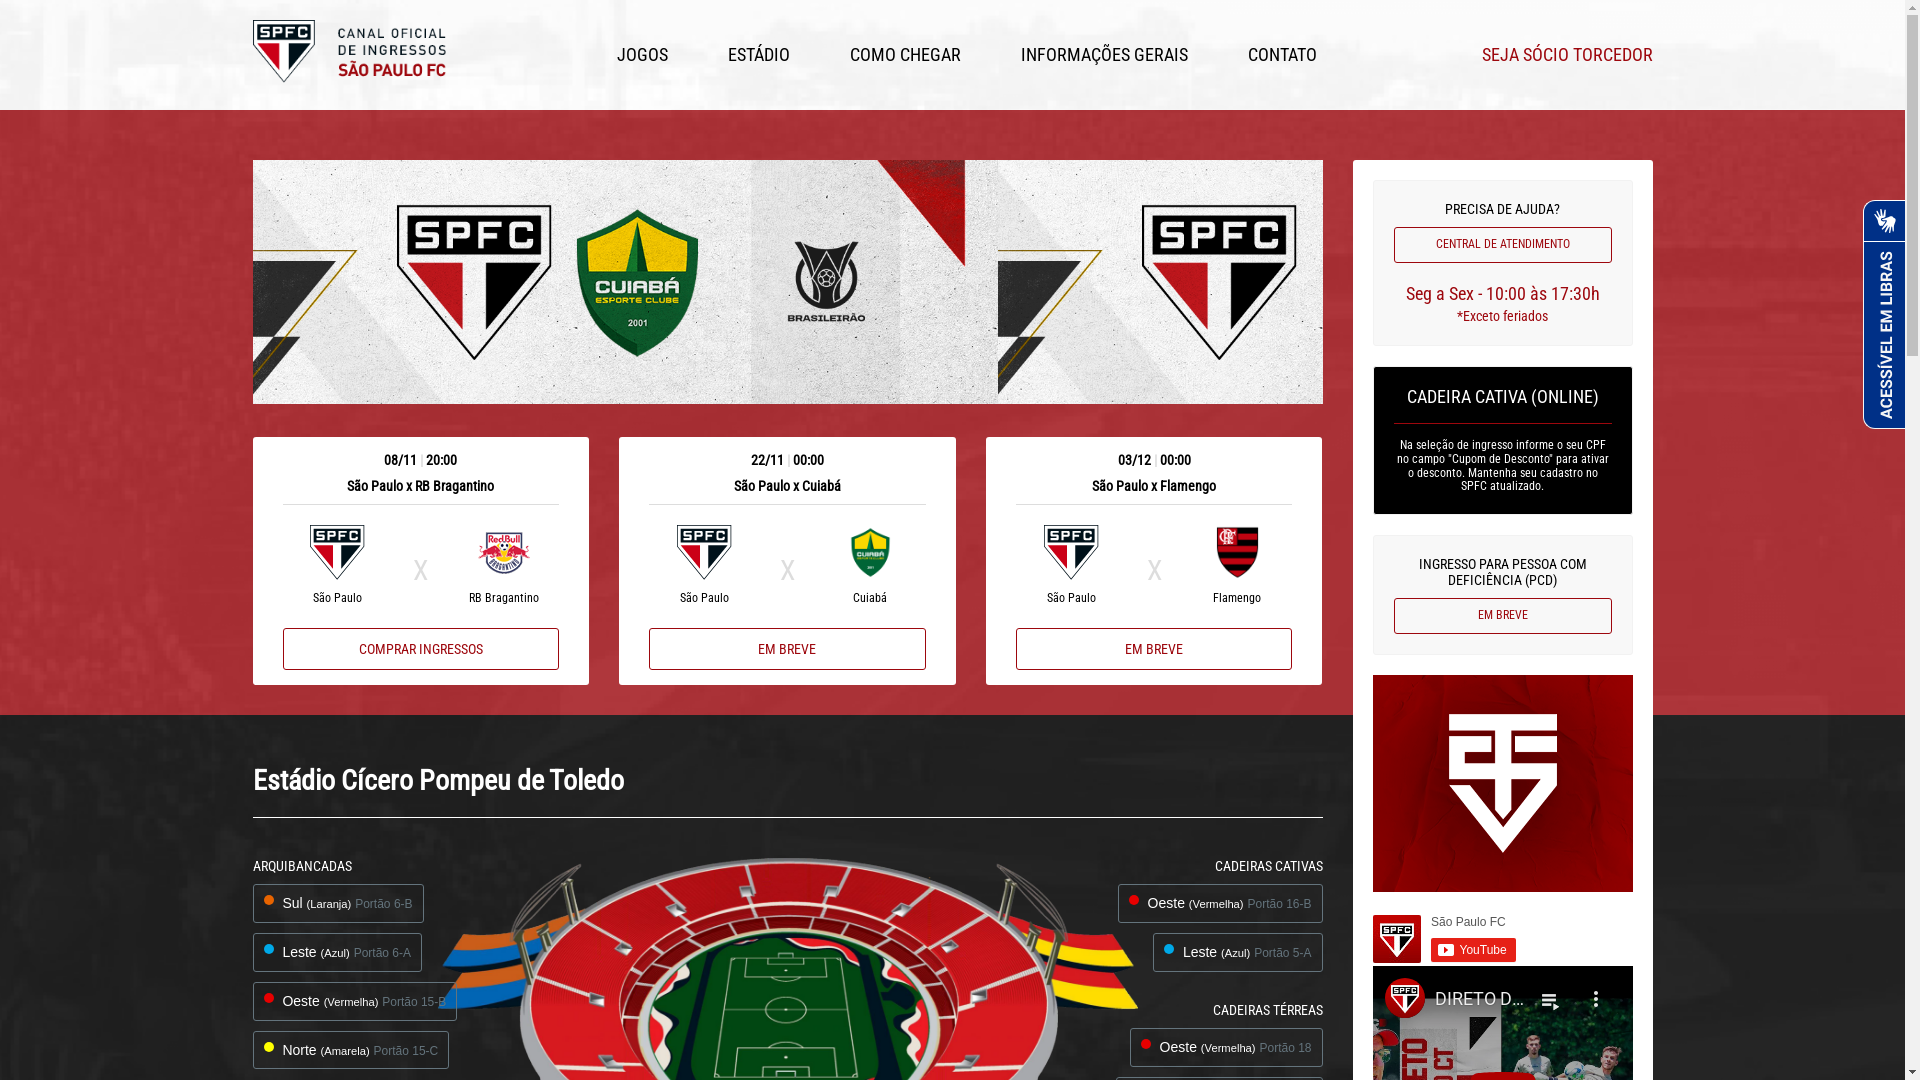 SPFC
CANAL OFICIAL
DE INGRESSOS
SÃO PAULO FC
JOGOS
ESTÁDIO
COMO CHEGAR
INFORMAÇÕES GERAIS
CONTATO
SEJA SÓCIO TORCEDOR
SPFC
CUIABÁ
ESPORTE CLUBE
2001
BRASILEIRÃO
SPFC
08/11 | 20:00
São Paulo x RB Bragantino
SPFC
X
RedBull
BRAGANTINO
São Paulo
RB Bragantino
COMPRAR INGRESSOS
22/11 | 00:00
São Paulo x Cuiabá
SPFC
X
CUIABÁ
São Paulo
Cuiabá
EM BREVE
03/12 | 00:00
São Paulo x Flamengo
SPFC
X
São Paulo
Flamengo
EM BREVE
PRECISA DE AJUDA?
CENTRAL DE ATENDIMENTO
Seg a Sex - 10:00 às 17:30h
*Exceto feriados
CADEIRA CATIVA (ONLINE)
Na seleção de ingresso informe o seu CPF
no campo "Cupom de Desconto" para ativar
o desconto. Mantenha seu cadastro no
SPFC atualizado.
INGRESSO PARA PESSOA COM
DEFICIÊNCIA (PCD)
EM BREVE
ACESSÍVEL EM LIBRAS
Estádio Cícero Pompeu de Toledo
ARQUIBANCADAS
Sul (Laranja) Portão 6-B
Leste (Azul) Portão 6-A
Oeste (Vermelha) Portão 15-B
Norte (Amarela) Portão 15-C
CADEIRAS CATIVAS
Oeste (Vermelha) Portão 16-B
Leste (Azul) Portão 5-A
CADEIRAS TÉRREAS
Oeste (Vermelha) Portão 18
SPFC
São Paulo FC
YouTube
SPFC
DIRETO D...